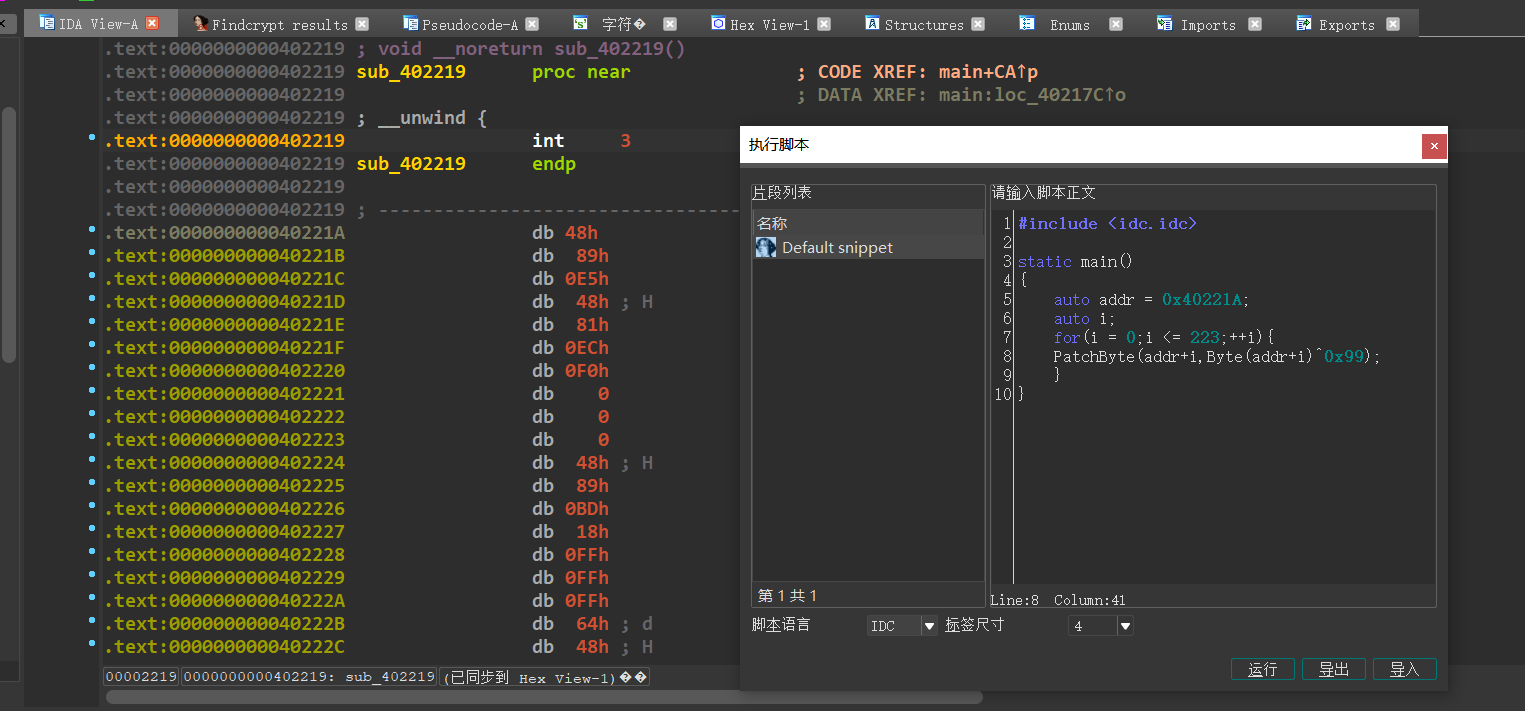 IDA View-A Findcrypt results Pseudocode-A 字符� Hex View-1 Structures Enums Imports Exports
.text:0000000000402219 ; void __noreturn sub_402219()
.text:0000000000402219 sub_402219 proc near ; CODE XREF: main+CA↑p
.text:0000000000402219 ; DATA XREF: main:loc_40217C↑o
.text:0000000000402219 ; __unwind {
.text:0000000000402219 int 3
.text:0000000000402219 sub_402219 endp
.text:0000000000402219
.text:0000000000402219 ; ---------------------------------
.text:000000000040221A db 48h
.text:000000000040221B db 89h
.text:000000000040221C db 0E5h
.text:000000000040221D db 48h ; H
.text:000000000040221E db 81h
.text:000000000040221F db 0ECh
.text:0000000000402220 db 0F0h
.text:0000000000402221 db 0
.text:0000000000402222 db 0
.text:0000000000402223 db 0
.text:0000000000402224 db 48h ; H
.text:0000000000402225 db 89h
.text:0000000000402226 db 0BDh
.text:0000000000402227 db 18h
.text:0000000000402228 db 0FFh
.text:0000000000402229 db 0FFh
.text:000000000040222A db 0FFh
.text:000000000040222B db 64h ; d
.text:000000000040222C db 48h ; H
00002219 0000000000402219: sub_402219 (已同步到 Hex View-1)��
执行脚本
片段列表
名称
Default snippet
第 1 共 1
请输入脚本正文
1 #include <idc.idc>
2
3 static main()
4 {
5 auto addr = 0x40221A;
6 auto i;
7 for(i = 0;i <= 223;++i){
8 PatchByte(addr+i,Byte(addr+i)^0x99);
9 }
10 }
Line:8 Column:41
脚本语言 IDC 标签尺寸 4
运行 导出 导入